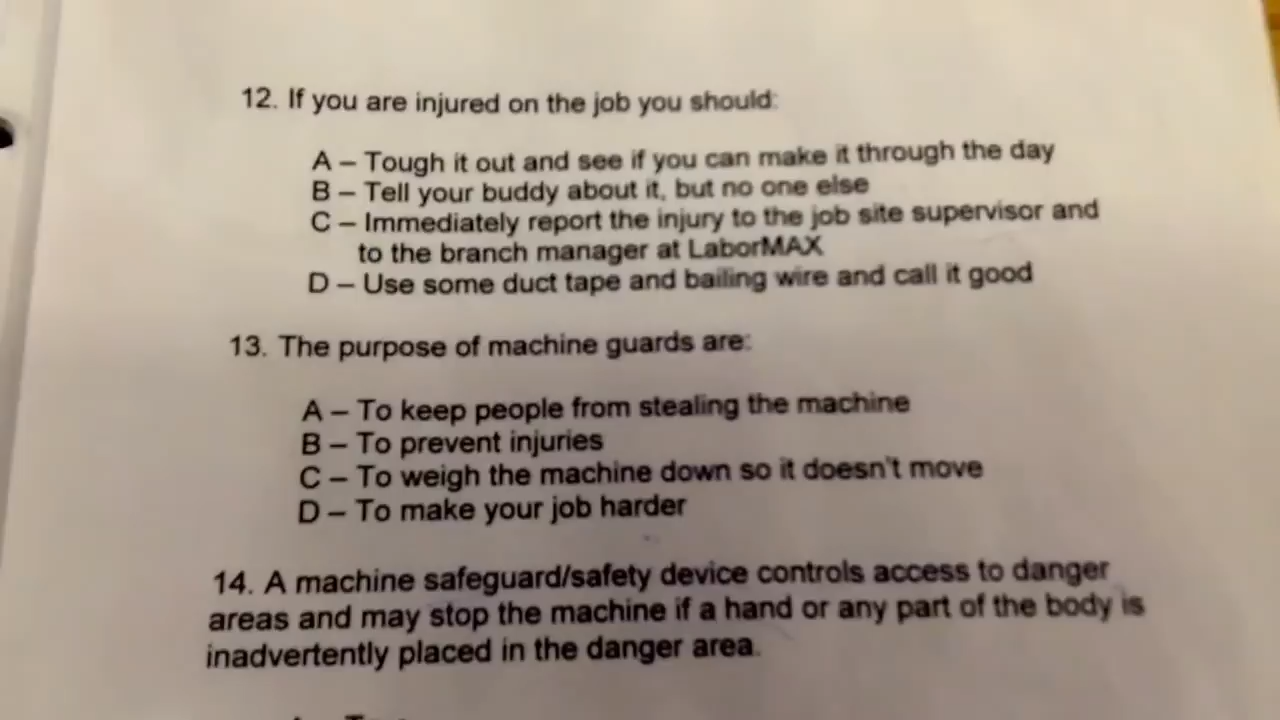 12. If you are injured on the job you should:
A – Tough it out and see if you can make it through the day
B – Tell your buddy about it, but no one else
C – Immediately report the injury to the job site supervisor and
to the branch manager at LaborMAX
D – Use some duct tape and bailing wire and call it good
13. The purpose of machine guards are:
A – To keep people from stealing the machine
B – To prevent injuries
C – To weigh the machine down so it doesn't move
D – To make your job harder
14. A machine safeguard/safety device controls access to danger
areas and may stop the machine if a hand or any part of the body is
inadvertently placed in the danger area.